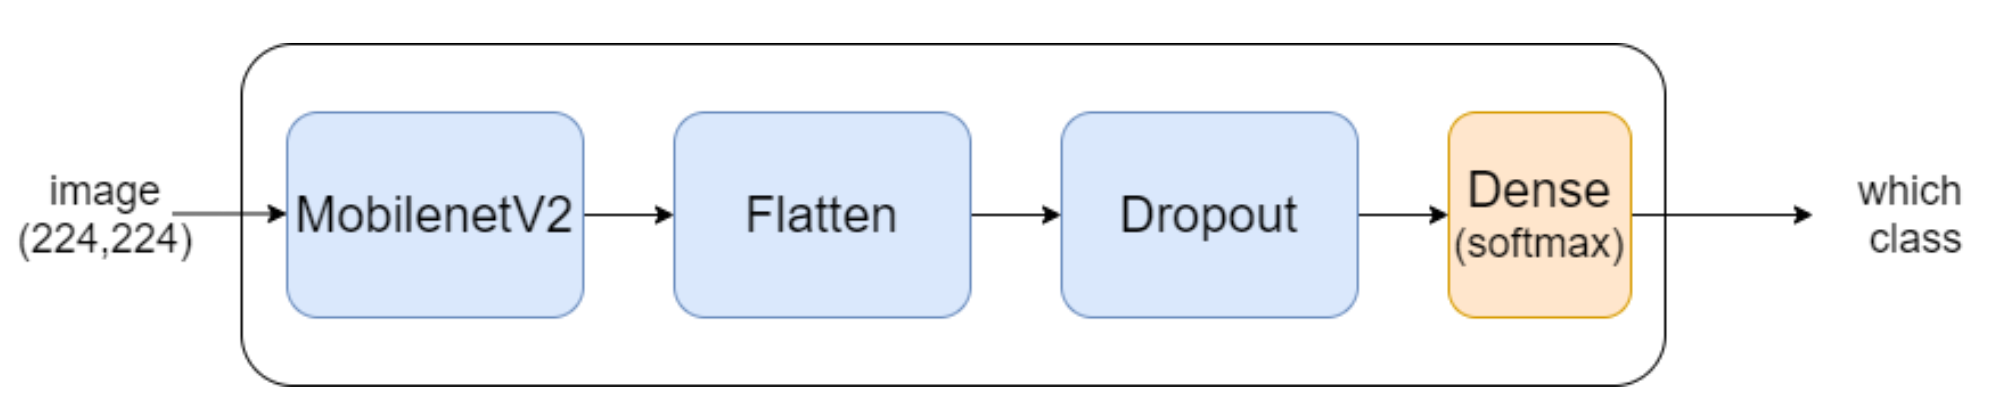 image
(224,224)
MobilenetV2
Flatten
Dropout
Dense
(softmax)
which
class